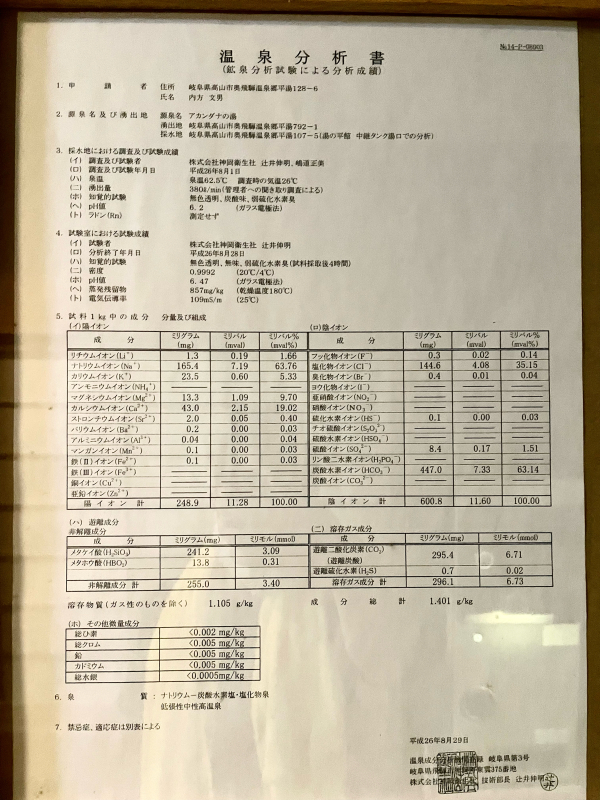 №14-P-08003
温泉分析書
(鉱泉分析試験による分析成績)
1. 申請者 住所 岐阜県高山市奥飛騨温泉郷平湯128-6
氏名 内方 文男
2. 源泉名及び湧出地 源泉名 アカンダナの湯
湧出地 岐阜県高山市奥飛騨温泉郷平湯792-1
採水地 岐阜県高山市奥飛騨温泉郷平湯107-5(湯の平館 中継タンク湯口での分析)
3. 採水地における調査及び試験成績
(イ) 調査及び試験者 株式会社神岡衛生社 辻井伸明, 嶋道正美
(ロ) 調査及び試験年月日 平成26年8月1日
(ハ) 泉温 泉温62.5℃ 調査時の気温26℃
(ニ) 湧出量 380ℓ/min(管理者への聞き取り調査による)
(ホ) 知覚的試験 無色透明、炭酸味、弱硫化水素臭
(ヘ) pH値 6.2 (ガラス電極法)
(ト) ラドン(Rn) 測定せず
4. 試験室における試験成績
(イ) 試験者 株式会社神岡衛生社 辻井伸明
(ロ) 分析終了年月日 平成26年8月28日
(ハ) 知覚的試験 無色透明、無味、弱硫化水素臭(試料採取後4時間)
(ニ) 密度 0.9992 (20℃/4℃)
(ホ) pH値 6.47 (ガラス電極法)
(ヘ) 蒸発残留物 857mg/kg (乾燥温度180℃)
(ト) 電気伝導率 109mS/m (25℃)
5. 試料1kg中の成分 分量及び組成
(イ)陽イオン (ロ)陰イオン
成分 ミリグラム(mg) ミリバル(mval) ミリバル%(mval%) 成分 ミリグラム(mg) ミリバル(mval) ミリバル%(mval%)
リチウムイオン(Li⁺) 1.3 0.19 1.66 フッ化物イオン(F⁻) 0.3 0.02 0.14
ナトリウムイオン(Na⁺) 165.4 7.19 63.76 塩化物イオン(Cl⁻) 144.6 4.08 35.15
カリウムイオン(K⁺) 23.5 0.60 5.33 臭化物イオン(Br⁻) 0.4 0.01 0.04
アンモニウムイオン(NH₄⁺) — — — ヨウ化物イオン(I⁻) — — —
マグネシウムイオン(Mg²⁺) 13.3 1.09 9.70 亜硝酸イオン(NO₂⁻) — — —
カルシウムイオン(Ca²⁺) 43.0 2.15 19.02 硝酸イオン(NO₃⁻) — — —
ストロンチウムイオン(Sr²⁺) 2.0 0.05 0.40 硫化水素イオン(HS⁻) 0.1 0.00 0.03
バリウムイオン(Ba²⁺) 0.2 0.00 0.03 チオ硫酸イオン(S₂O₃²⁻) — — —
アルミニウムイオン(Al³⁺) 0.04 0.00 0.04 硫酸水素イオン(HSO₄⁻) — — —
マンガンイオン(Mn²⁺) 0.1 0.00 0.03 硫酸イオン(SO₄²⁻) 8.4 0.17 1.51
鉄(Ⅱ)イオン(Fe²⁺) 0.1 0.00 0.03 リン酸二水素イオン(H₂PO₄⁻) — — —
鉄(Ⅲ)イオン(Fe³⁺) — — — 炭酸水素イオン(HCO₃⁻) 447.0 7.33 63.14
銅イオン(Cu²⁺) — — — 炭酸イオン(CO₃²⁻) — — —
亜鉛イオン(Zn²⁺) — — —
陽イオン計 248.9 11.28 100.00 陰イオン計 600.8 11.60 100.00
(ハ) 遊離成分 (ニ) 溶存ガス成分
非解離成分
成分 ミリグラム(mg) ミリモル(mmol) 成分 ミリグラム(mg) ミリモル(mmol)
メタケイ酸(H₂SiO₃) 241.2 3.09 遊離二酸化炭素(CO₂) 295.4 6.71
メタホウ酸(HBO₂) 13.8 0.31 (遊離炭酸)
遊離硫化水素(H₂S) 0.7 0.02
非解離成分 計 255.0 3.40 溶存ガス成分 計 296.1 6.73
溶存物質(ガス性のものを除く) 1.105 g/kg 成分総計 1.401 g/kg
(ホ) その他微量成分
総ひ素 <0.002 mg/kg
総クロム <0.005 mg/kg
鉛 <0.005 mg/kg
カドミウム <0.005 mg/kg
総水銀 <0.0005mg/kg
6. 泉質 : ナトリウム-炭酸水素塩・塩化物泉
低張性中性高温泉
7. 禁忌症、適応症は別表による
平成26年8月29日
温泉成分分析機関登録 岐阜県第3号
岐阜県飛騨市神岡町東雲375番地
株式会社神岡衛生社 技術部長 辻井伸明